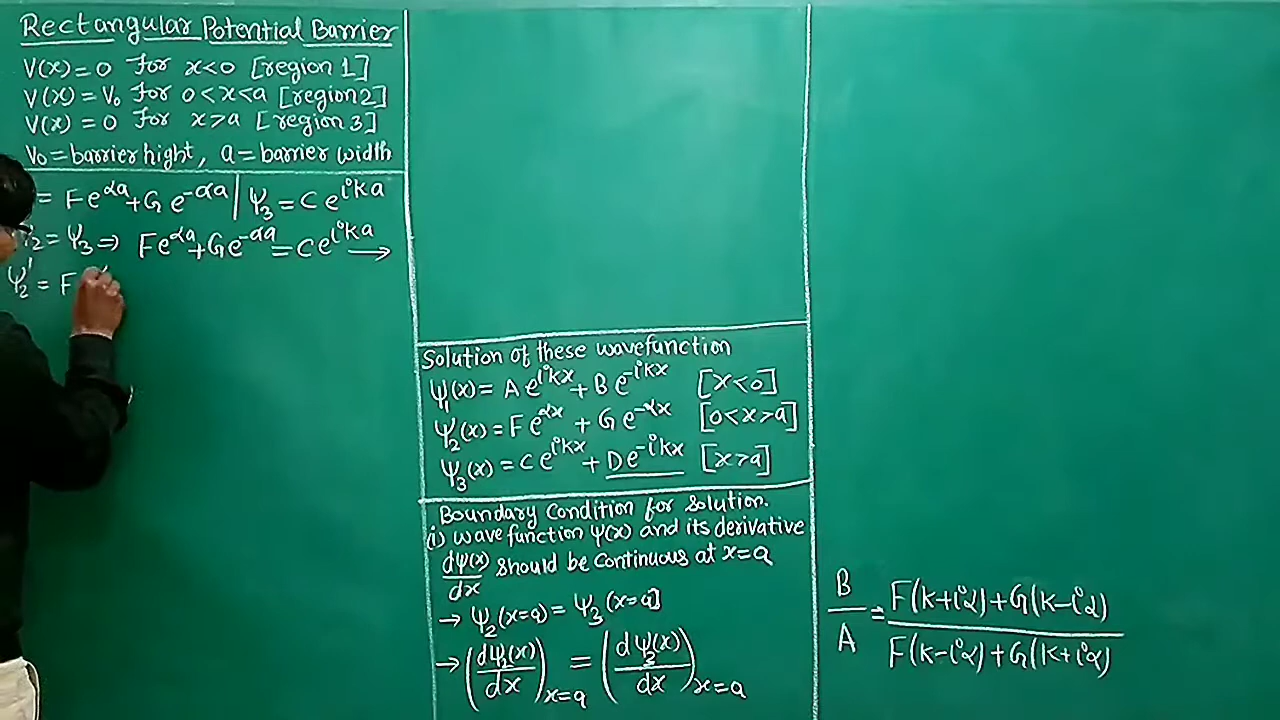 Rectangular Potential Barrier
V(x)=0 for x<0 [region 1]
V(x)=V₀ for 0<x<a [region 2]
V(x)=0 for x>a [region 3]
V₀=barrier hight, a=barrier width
= Fe^αa+Ge^-αa | Ψ₃=Ce^ika
Ψ₂=Ψ₃⇒ Fe^αa+Ge^-αa=Ce^ika →
Ψ₂'=F
Solution of these wavefunction
Ψ₁(x)= Ae^ikx+Be^-ikx [x<0]
Ψ₂(x)=Fe^αx+Ge^-αx [0<x>a]
Ψ₃(x)=Ce^ikx+De^-ikx [x>a]
Boundary Condition for Solution.
(i) wave function Ψ(x) and its derivative
dΨ(x)/dx should be continuous at x=a
→ Ψ₂(x=a)=Ψ₃(x=a]
→ (dΨ₂(x)/dx)x=a = (dΨ₃(x)/dx)x=a
B/A = F(k+iα)+G(k-iα)/F(k-iα)+G(k+iα)